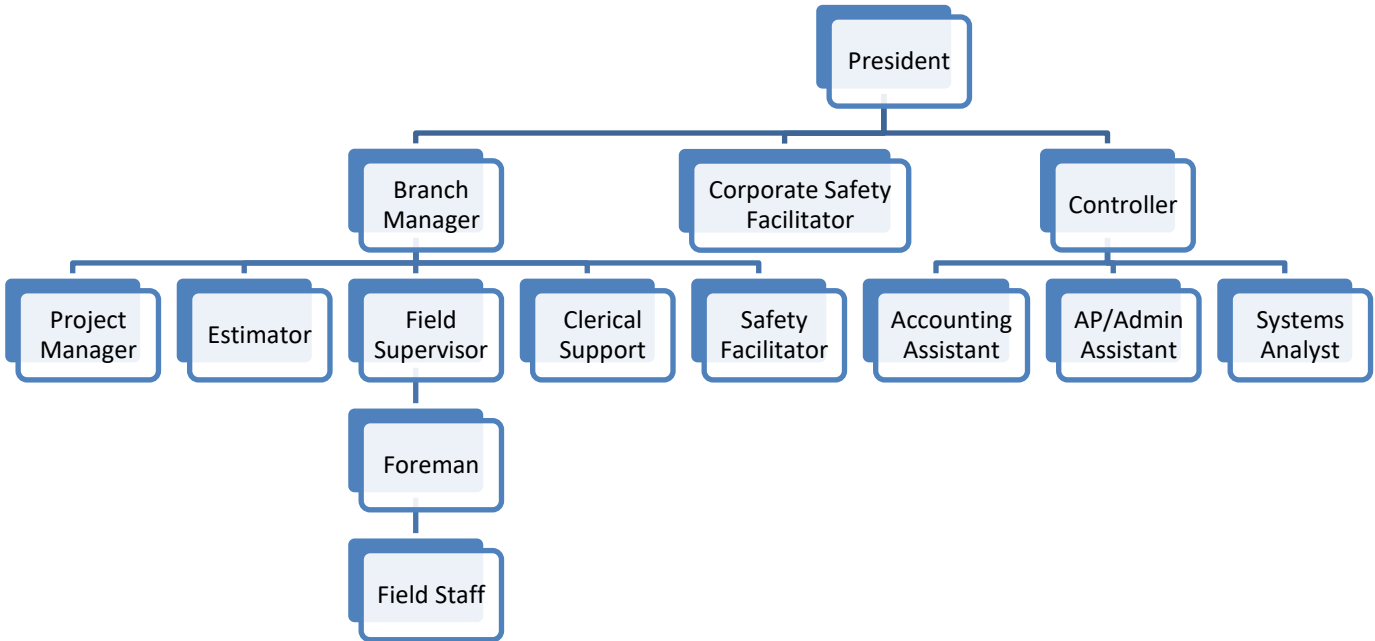 President
Branch
Manager
Corporate Safety
Facilitator
Controller
Project
Manager
Estimator
Field
Supervisor
Clerical
Support
Safety
Facilitator
Accounting
Assistant
AP/Admin
Assistant
Systems
Analyst
Foreman
Field Staff